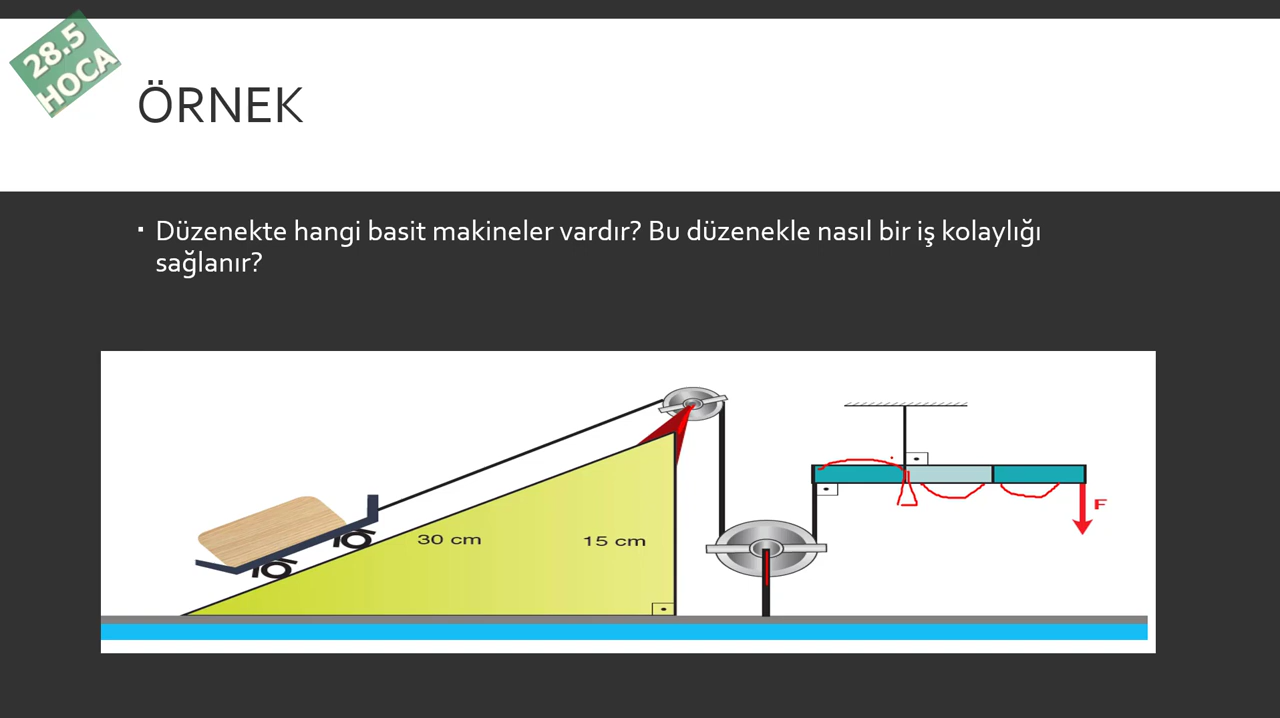 28.5
HOCA
ÖRNEK
Düzenekte hangi basit makineler vardır? Bu düzenekle nasıl bir iş kolaylığı
sağlanır?
30 cm
15 cm
F